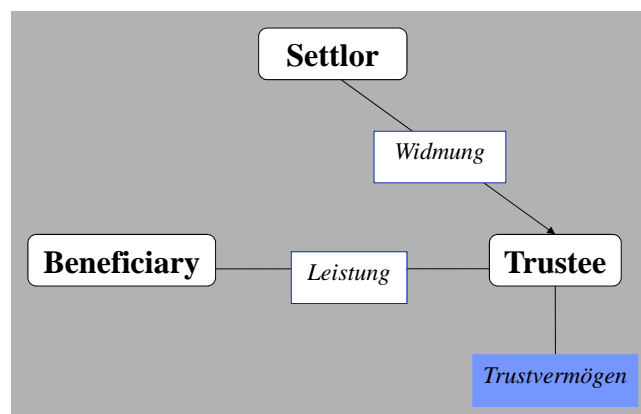 Settlor
Widmung
Beneficiary
Leistung
Trustee
Trustvermögen